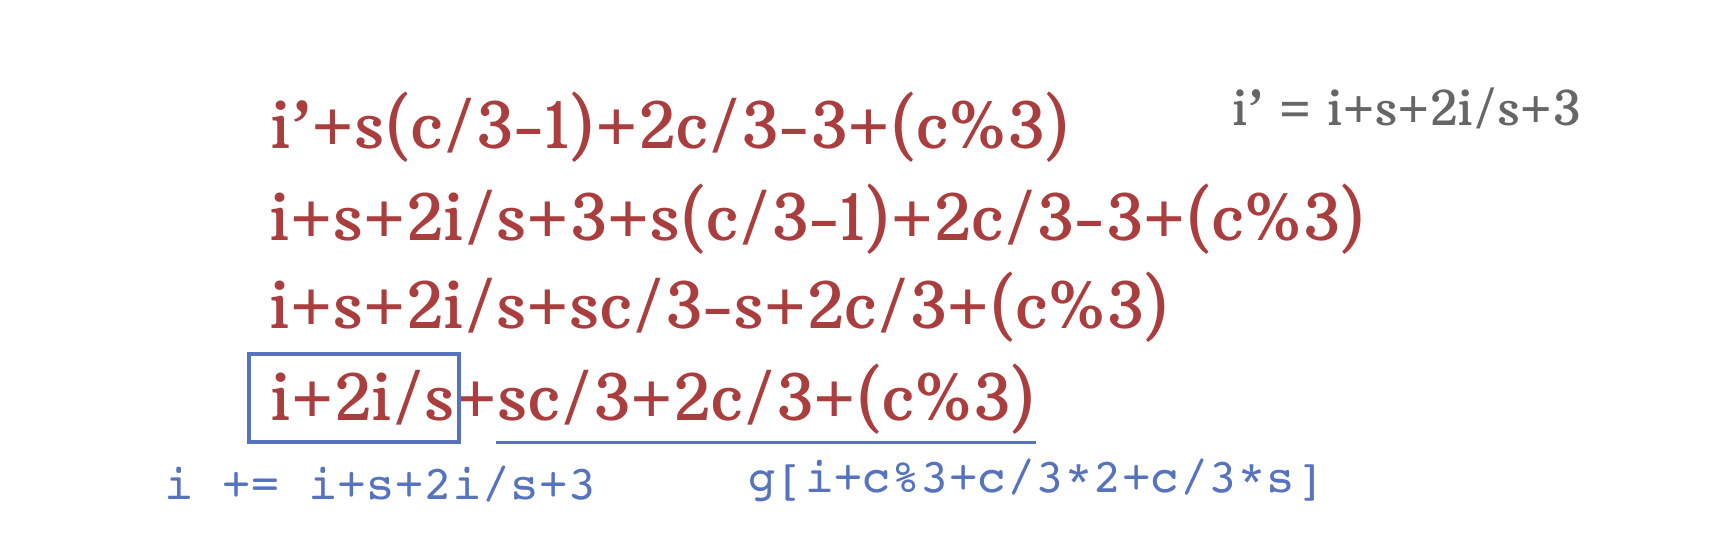 i’+s(c/3-1)+2c/3-3+(c%3)
i’ = i+s+2i/s+3
i+s+2i/s+3+s(c/3-1)+2c/3-3+(c%3)
i+s+2i/s+sc/3-s+2c/3+(c%3)
i+2i/s+sc/3+2c/3+(c%3)
i += i+s+2i/s+3
g[i+c%3+c/3*2+c/3*s]